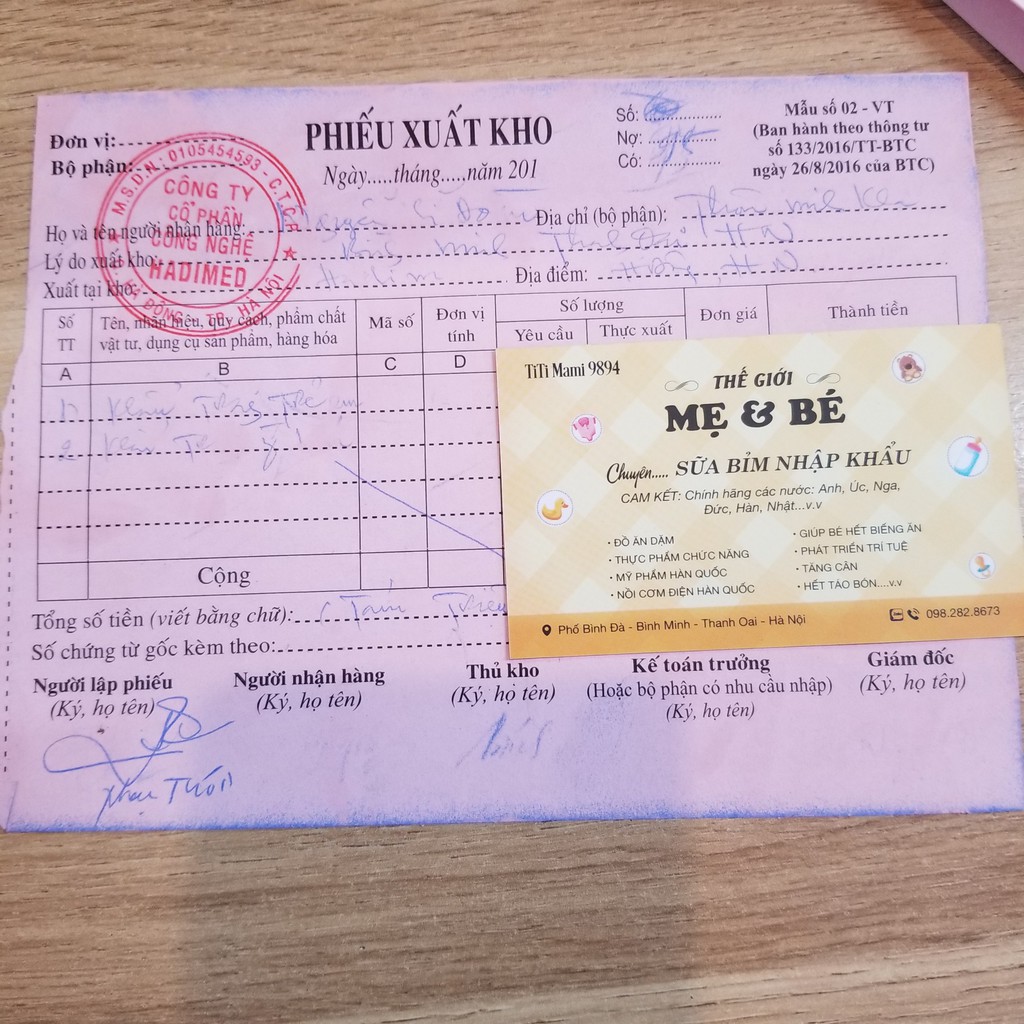 Đơn vị:
Bộ phận:
PHIẾU XUẤT KHO
Ngày.....tháng.....năm 201
Số:
Nợ:
Có:
Mẫu số 02 - VT
(Ban hành theo thông tư
số 133/2016/TT-BTC
ngày 26/8/2016 của BTC)
M.S.D.N: 0105454593 - C.T.C.P
CÔNG TY
CỔ PHẦN
CÔNG NGHỆ
HADIMED
HÀ ĐÔNG - TP. HÀ NỘI
Họ và tên người nhận hàng: Nguyễn
Địa chỉ (bộ phận):
Lý do xuất kho:
Xuất tại kho:
Địa điểm:
Số TT
Tên, nhãn hiệu, quy cách, phẩm chất vật tư, dụng cụ sản phẩm, hàng hóa
Mã số
Đơn vị tính
Số lượng
Yêu cầu
Thực xuất
Đơn giá
Thành tiền
A B C D
Cộng
Tổng số tiền (viết bằng chữ):
Số chứng từ gốc kèm theo:
Người lập phiếu
(Ký, họ tên)
Người nhận hàng
(Ký, họ tên)
Thủ kho
(Ký, họ tên)
Kế toán trưởng
(Hoặc bộ phận có nhu cầu nhập)
(Ký, họ tên)
Giám đốc
(Ký, họ tên)
TiTi Mami 9894
THẾ GIỚI
MẸ & BÉ
Chuyên..... SỮA BỈM NHẬP KHẨU
CAM KẾT: Chính hãng các nước: Anh, Úc, Nga,
Đức, Hàn, Nhật...v.v
• ĐỒ ĂN DẶM
• THỰC PHẨM CHỨC NĂNG
• MỸ PHẨM HÀN QUỐC
• NỒI CƠM ĐIỆN HÀN QUỐC
• GIÚP BÉ HẾT BIẾNG ĂN
• PHÁT TRIỂN TRÍ TUỆ
• TĂNG CÂN
• HẾT TÁO BÓN....v.v
Phố Bình Đà - Bình Minh - Thanh Oai - Hà Nội
098.282.8673